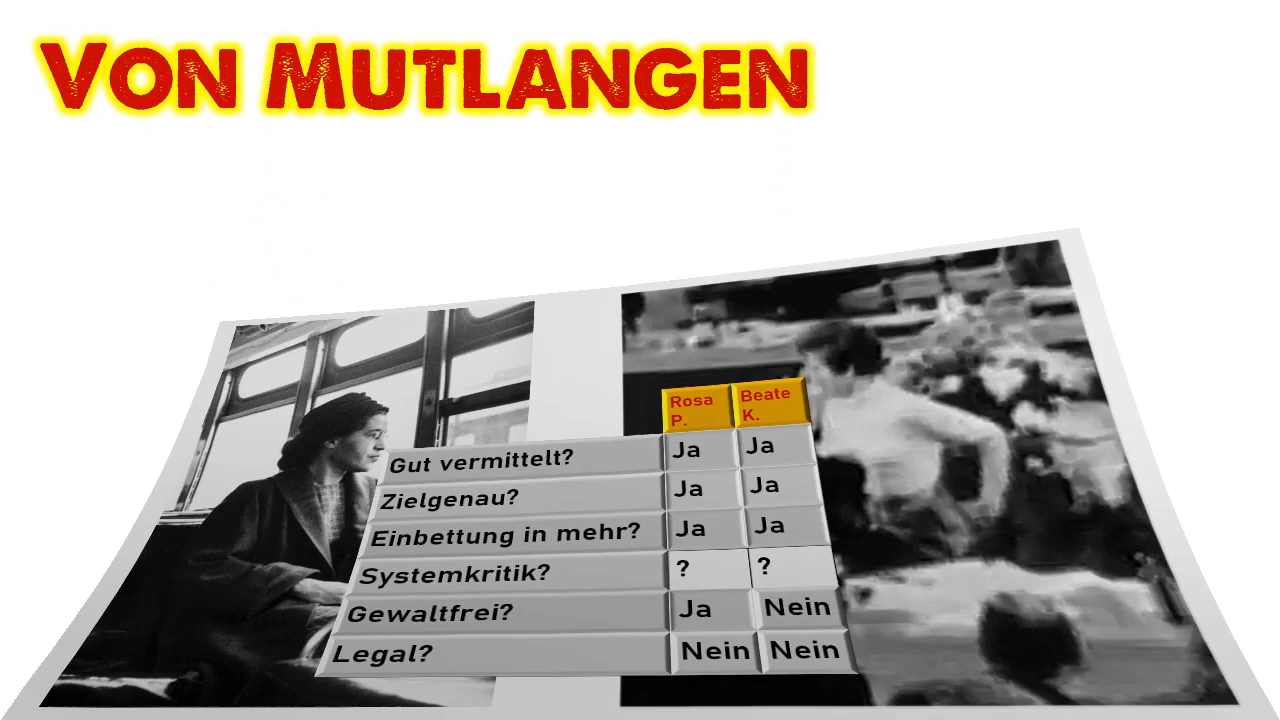 Von Mutlangen
Rosa P. Beate K.
Gut vermittelt? Ja Ja
Zielgenau? Ja Ja
Einbettung in mehr? Ja Ja
Systemkritik? ? ?
Gewaltfrei? Ja Nein
Legal? Nein Nein